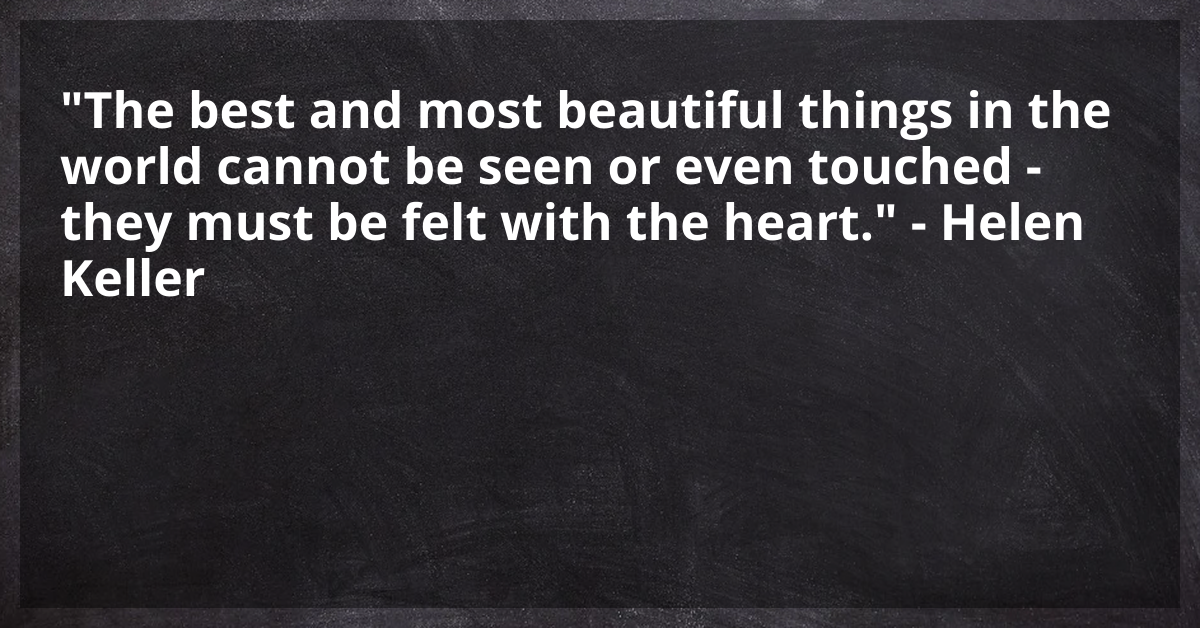 "The best and most beautiful things in the
world cannot be seen or even touched -
they must be felt with the heart." - Helen
Keller